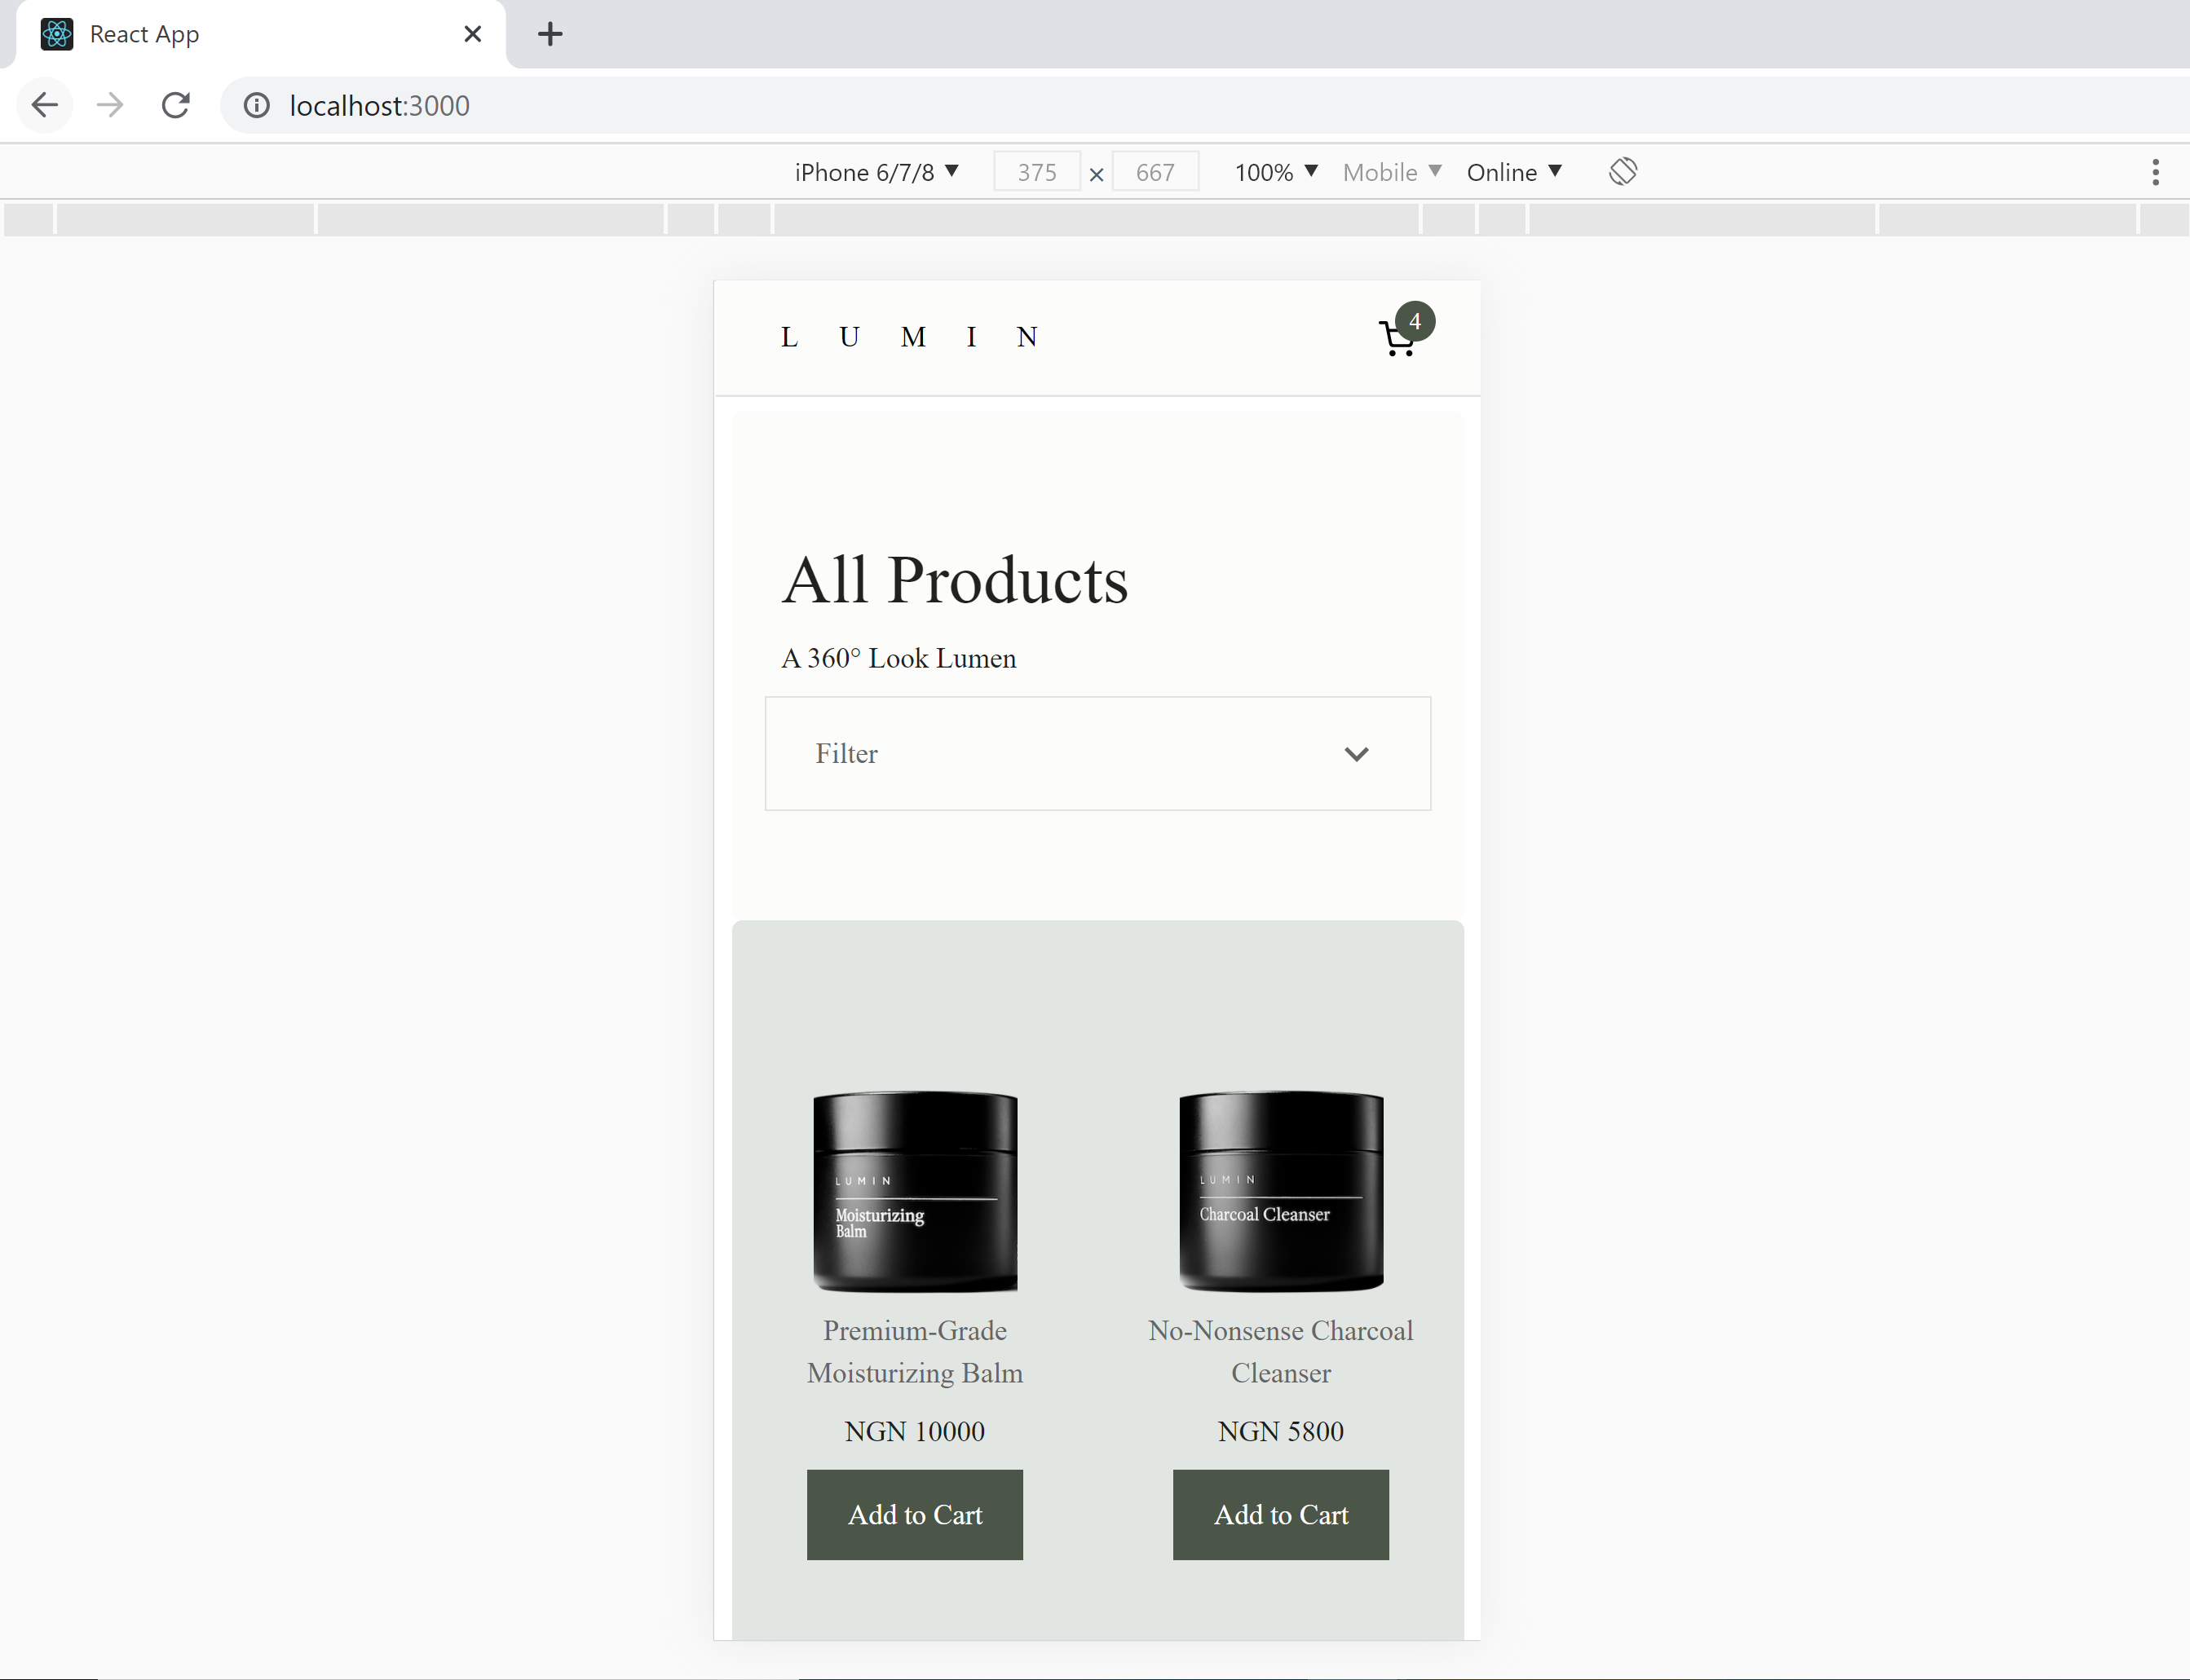 React App
localhost:3000
iPhone 6/7/8 ▼ 375 × 667 100% ▼ Mobile ▼ Online ▼
L U M I N 4
All Products
A 360° Look Lumen
Filter
LUMIN
Moisturizing
Balm
LUMIN
Charcoal Cleanser
Premium-Grade
Moisturizing Balm
No-Nonsense Charcoal
Cleanser
NGN 10000
NGN 5800
Add to Cart
Add to Cart